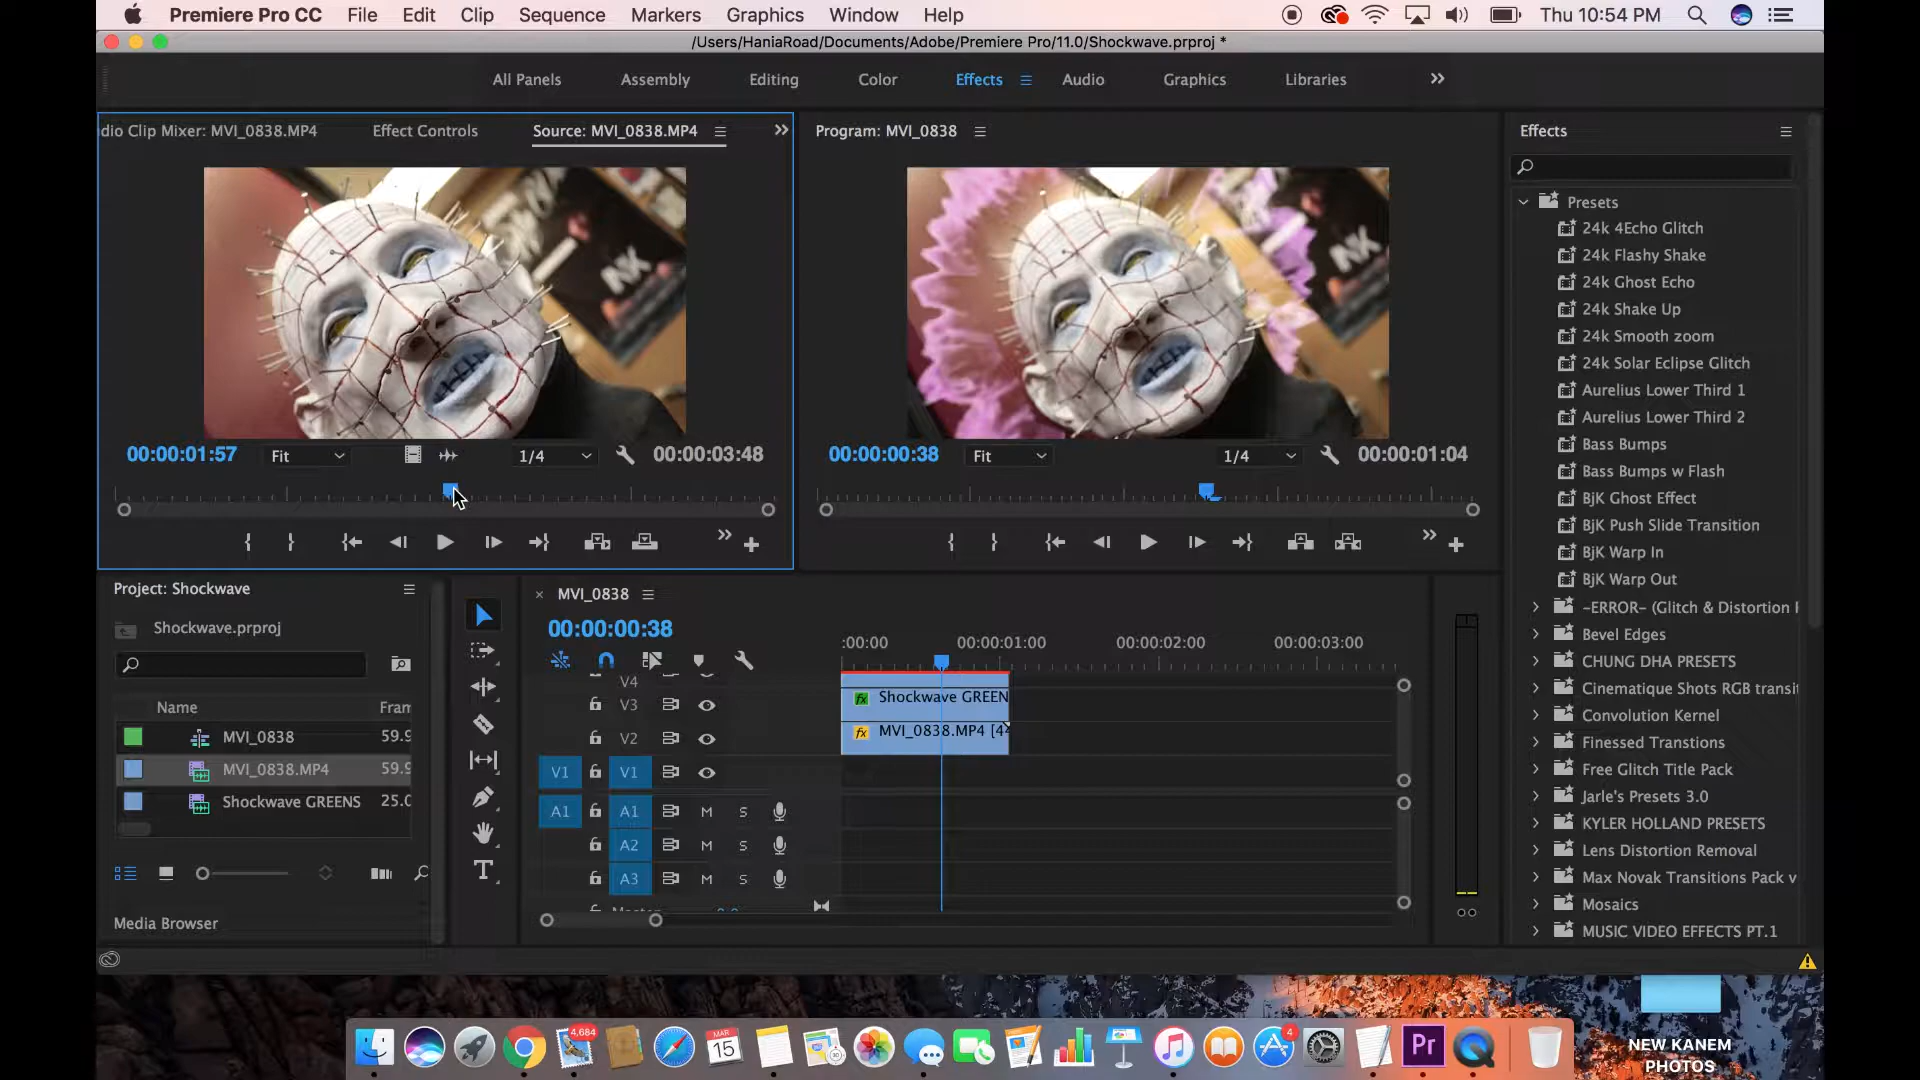 Premiere Pro CC File Edit Clip Sequence Markers Graphics Window Help Thu 10:54 PM
/Users/HaniaRoad/Documents/Adobe/Premiere Pro/11.0/Shockwave.prproj *
All Panels Assembly Editing Color Effects Audio Graphics Libraries
dio Clip Mixer: MVI_0838.MP4 Effect Controls Source: MVI_0838.MP4
Program: MVI_0838
Effects
00:00:01:57 Fit 1/4 00:00:03:48
00:00:00:38 Fit 1/4 00:00:01:04
Presets
24k 4Echo Glitch
24k Flashy Shake
24k Ghost Echo
24k Shake Up
24k Smooth zoom
24k Solar Eclipse Glitch
Aurelius Lower Third 1
Aurelius Lower Third 2
Bass Bumps
Bass Bumps w Flash
BjK Ghost Effect
BjK Push Slide Transition
BjK Warp In
BjK Warp Out
-ERROR- (Glitch & Distortion
Bevel Edges
CHUNG DHA PRESETS
Cinematique Shots RGB transi
Convolution Kernel
Finessed Transtions
Free Glitch Title Pack
Jarle's Presets 3.0
KYLER HOLLAND PRESETS
Lens Distortion Removal
Max Novak Transitions Pack v
Mosaics
MUSIC VIDEO EFFECTS PT.1
Project: Shockwave
Shockwave.prproj
Name Fram
MVI_0838 59.9
MVI_0838.MP4 59.9
Shockwave GREENS 25.0
Media Browser
MVI_0838
00:00:00:38
:00:00 00:00:01:00 00:00:02:00 00:00:03:00
V4
V3 fx Shockwave GREEN
V2 fx MVI_0838.MP4
V1 V1
A1 A1 M S
A2 M S
A3 M S
4,684
MAR
15
4
Pr
NEW KANEM
PHOTOS